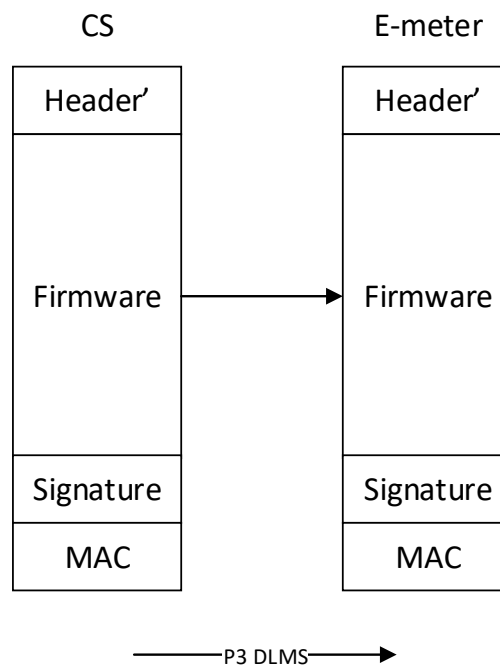 CS
E-meter
Header’
Header’
Firmware
Firmware
Signature
Signature
MAC
MAC
P3 DLMS